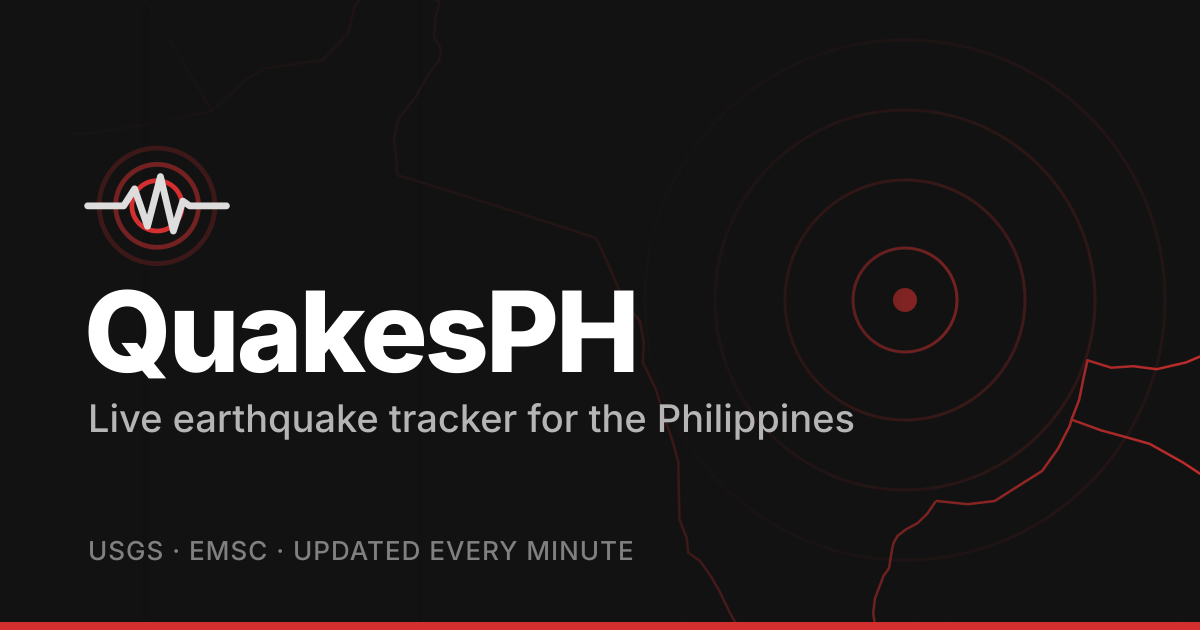 QuakesPH
Live earthquake tracker for the Philippines
USGS · EMSC · UPDATED EVERY MINUTE